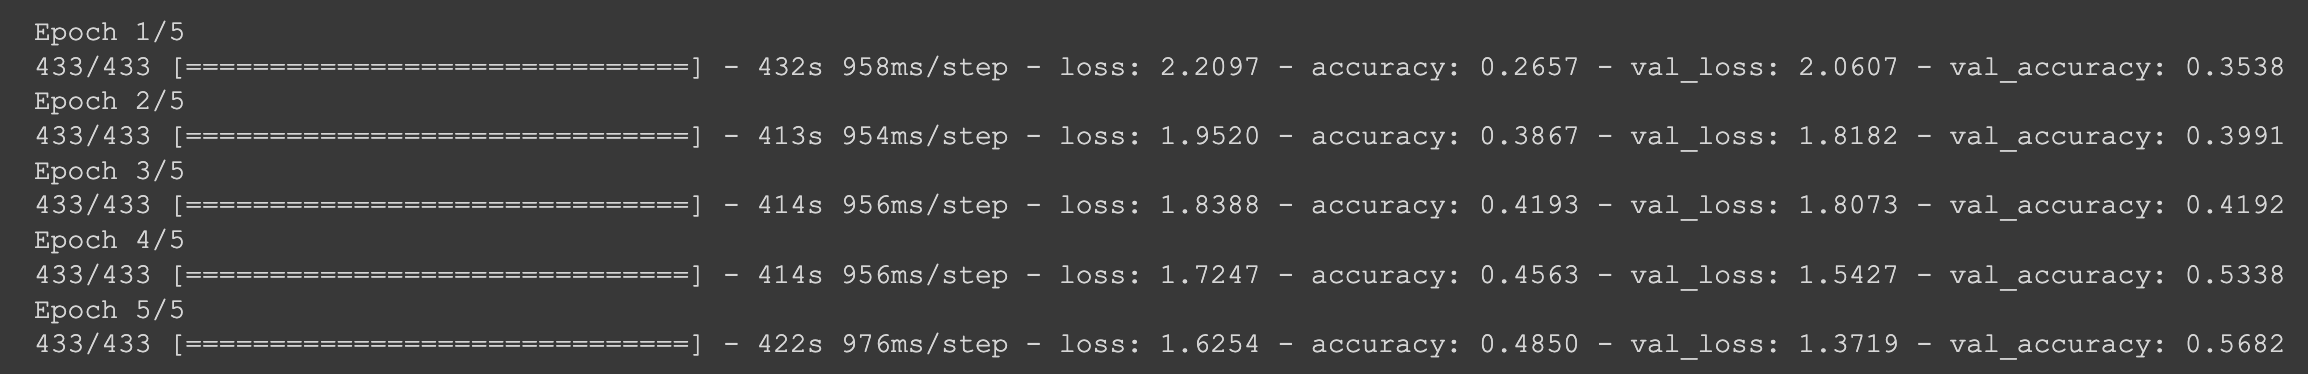 Epoch 1/5
433/433 [==============================] - 432s 958ms/step - loss: 2.2097 - accuracy: 0.2657 - val_loss: 2.0607 - val_accuracy: 0.3538
Epoch 2/5
433/433 [==============================] - 413s 954ms/step - loss: 1.9520 - accuracy: 0.3867 - val_loss: 1.8182 - val_accuracy: 0.3991
Epoch 3/5
433/433 [==============================] - 414s 956ms/step - loss: 1.8388 - accuracy: 0.4193 - val_loss: 1.8073 - val_accuracy: 0.4192
Epoch 4/5
433/433 [==============================] - 414s 956ms/step - loss: 1.7247 - accuracy: 0.4563 - val_loss: 1.5427 - val_accuracy: 0.5338
Epoch 5/5
433/433 [==============================] - 422s 976ms/step - loss: 1.6254 - accuracy: 0.4850 - val_loss: 1.3719 - val_accuracy: 0.5682